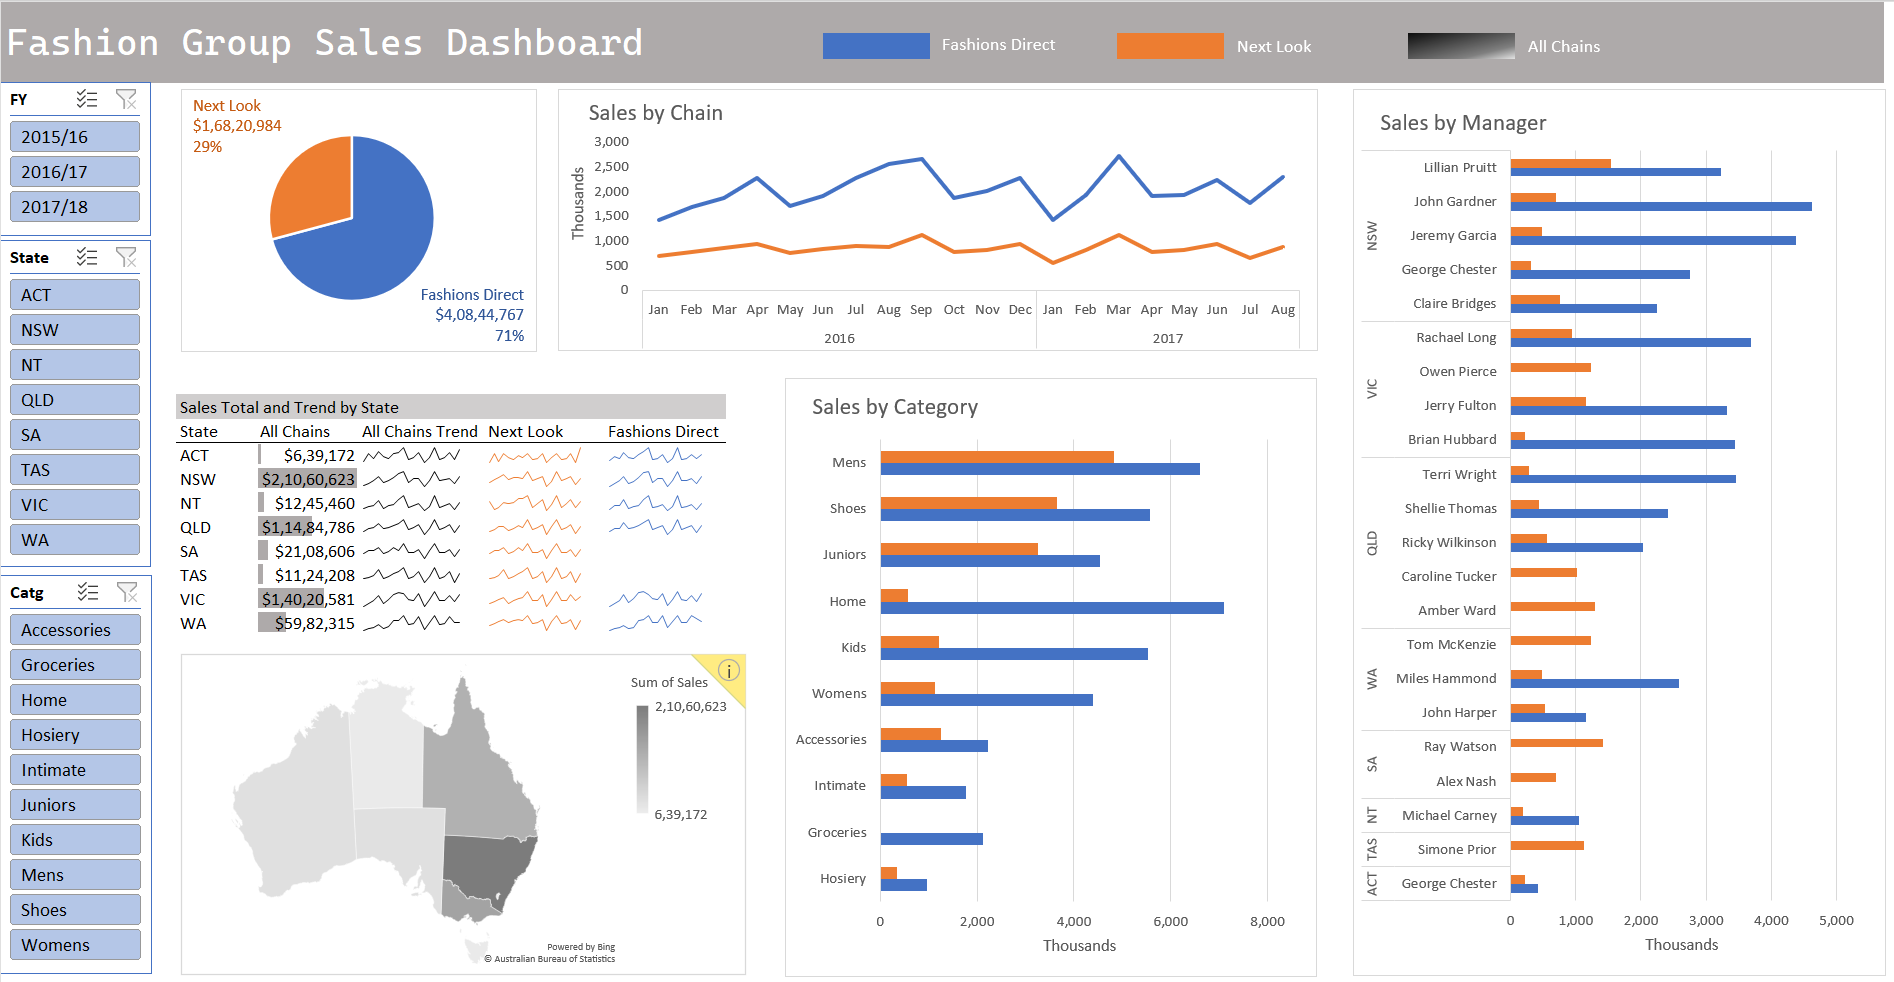 Fashion Group Sales Dashboard
Fashions Direct
Next Look
All Chains
FY
2015/16
2016/17
2017/18
State
ACT
NSW
NT
QLD
SA
TAS
VIC
WA
Catg
Accessories
Groceries
Home
Hosiery
Intimate
Juniors
Kids
Mens
Shoes
Womens
Next Look
$1,68,20,984
29%
Fashions Direct
$4,08,44,767
71%
Sales by Chain
Thousands
3,000
2,500
2,000
1,500
1,000
500
0
Jan Feb Mar Apr May Jun Jul Aug Sep Oct Nov Dec Jan Feb Mar Apr May Jun Jul Aug
2016 2017
Sales Total and Trend by State
State All Chains All Chains Trend Next Look Fashions Direct
ACT $6,39,172
NSW $2,10,60,623
NT $12,45,460
QLD $1,14,84,786
SA $21,08,606
TAS $11,24,208
VIC $1,40,20,581
WA $59,82,315
Sum of Sales
2,10,60,623
6,39,172
i
Powered by Bing
© Australian Bureau of Statistics
Sales by Category
Mens
Shoes
Juniors
Home
Kids
Womens
Accessories
Intimate
Groceries
Hosiery
0 2,000 4,000 6,000 8,000
Thousands
Sales by Manager
NSW
Lillian Pruitt
John Gardner
Jeremy Garcia
George Chester
Claire Bridges
VIC
Rachael Long
Owen Pierce
Jerry Fulton
Brian Hubbard
QLD
Terri Wright
Shellie Thomas
Ricky Wilkinson
Caroline Tucker
Amber Ward
WA
Tom McKenzie
Miles Hammond
John Harper
SA
Ray Watson
Alex Nash
NT
Michael Carney
TAS
Simone Prior
ACT
George Chester
0 1,000 2,000 3,000 4,000 5,000
Thousands